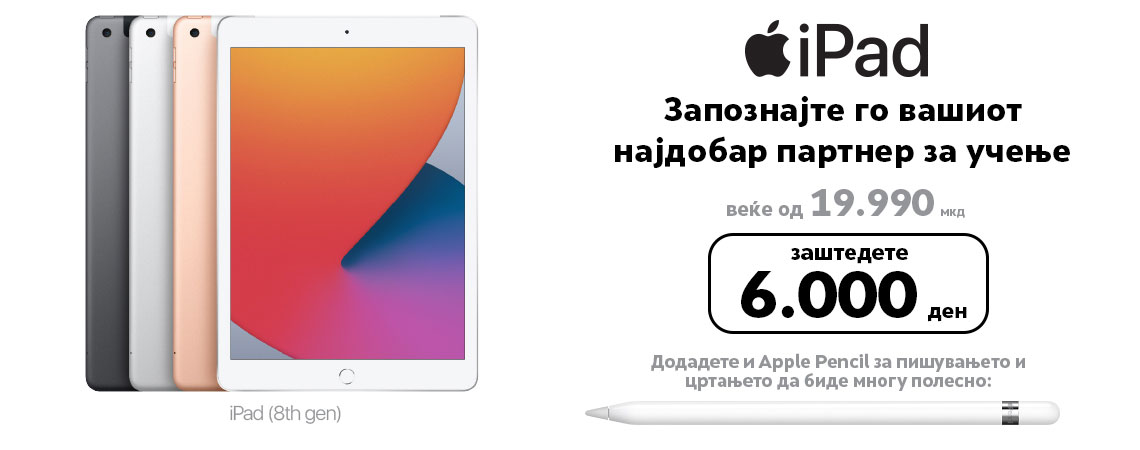 iPad
Запознајте го вашиот
најдобар партнер за учење
веќе од 19.990 мкд
заштедете
6.000 ден
Додадете и Apple Pencil за пишувањето и
цртањето да биде многу полесно:
iPad (8th gen)